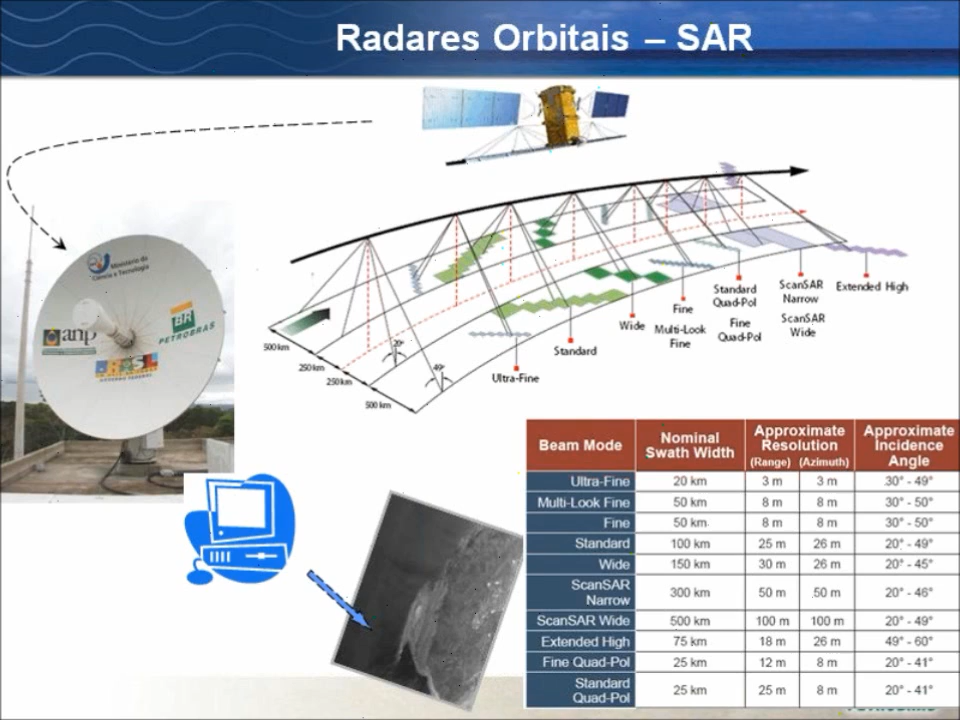 Radares Orbitais – SAR
Ministério da
Ciência e Tecnologia
anp
BR
PETROBRAS
BRASIL
GOVERNO FEDERAL
500 km
250 km
250 km
500 km
20°
49°
Ultra-Fine
Standard
Wide
Fine
Multi-Look
Fine
Standard
Quad-Pol
Fine
Quad-Pol
ScanSAR
Narrow
ScanSAR
Wide
Extended High
Beam Mode
Nominal
Swath Width
Approximate
Resolution
(Range) (Azimuth)
Approximate
Incidence
Angle
Ultra-Fine 20 km 3 m 3 m 30° - 49°
Multi-Look Fine 50 km 8 m 8 m 30° - 50°
Fine 50 km 8 m 8 m 30° - 50°
Standard 100 km 25 m 26 m 20° - 49°
Wide 150 km 30 m 26 m 20° - 45°
ScanSAR
Narrow 300 km 50 m 50 m 20° - 46°
ScanSAR Wide 500 km 100 m 100 m 20° - 49°
Extended High 75 km 18 m 26 m 49° - 60°
Fine Quad-Pol 25 km 12 m 8 m 20° - 41°
Standard
Quad-Pol 25 km 25 m 8 m 20° - 41°